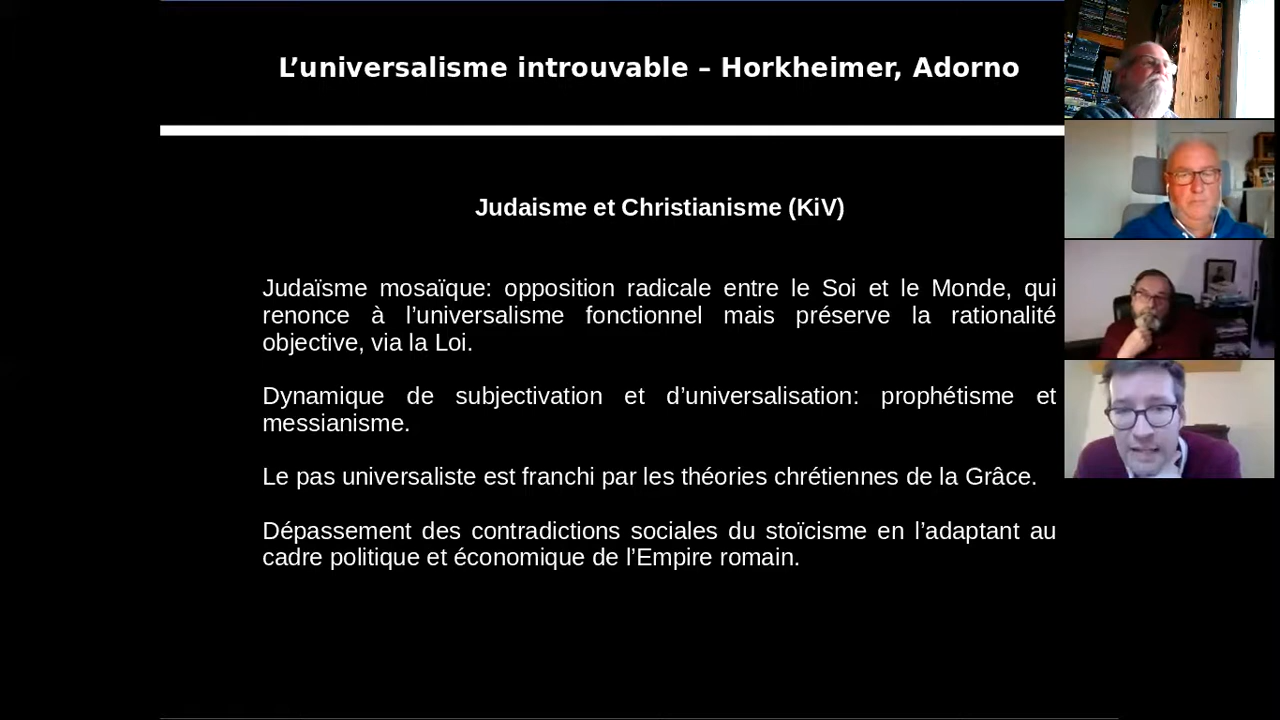 L’universalisme introuvable – Horkheimer, Adorno
Judaisme et Christianisme (KiV)
Judaïsme mosaïque: opposition radicale entre le Soi et le Monde, qui
renonce à l’universalisme fonctionnel mais préserve la rationalité
objective, via la Loi.
Dynamique de subjectivation et d’universalisation: prophétisme et
messianisme.
Le pas universaliste est franchi par les théories chrétiennes de la Grâce.
Dépassement des contradictions sociales du stoïcisme en l’adaptant au
cadre politique et économique de l’Empire romain.